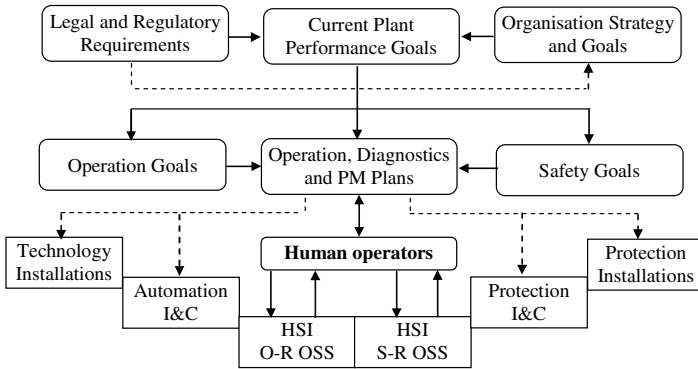 Legal and Regulatory
Requirements
Current Plant
Performance Goals
Organisation Strategy
and Goals
Operation Goals
Operation, Diagnostics
and PM Plans
Safety Goals
Technology
Installations
Human operators
Protection
Installations
Automation
I&C
Protection
I&C
HSI
O-R OSS
HSI
S-R OSS